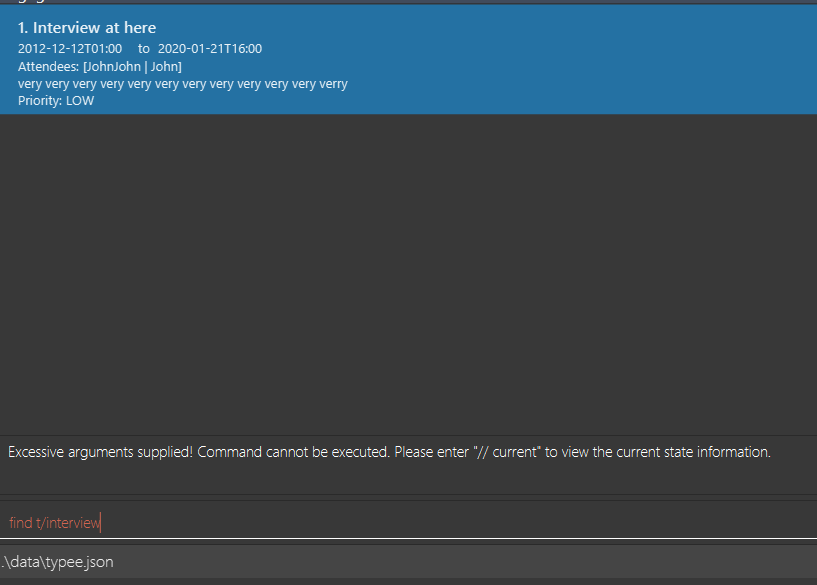 1. Interview at here
2012-12-12T01:00 to 2020-01-21T16:00
Attendees: [JohnJohn | John]
very very very very very very very very very very very verry
Priority: LOW
Excessive arguments supplied! Command cannot be executed. Please enter "// current" to view the current state information.
find t/interview
.\data\typee.json